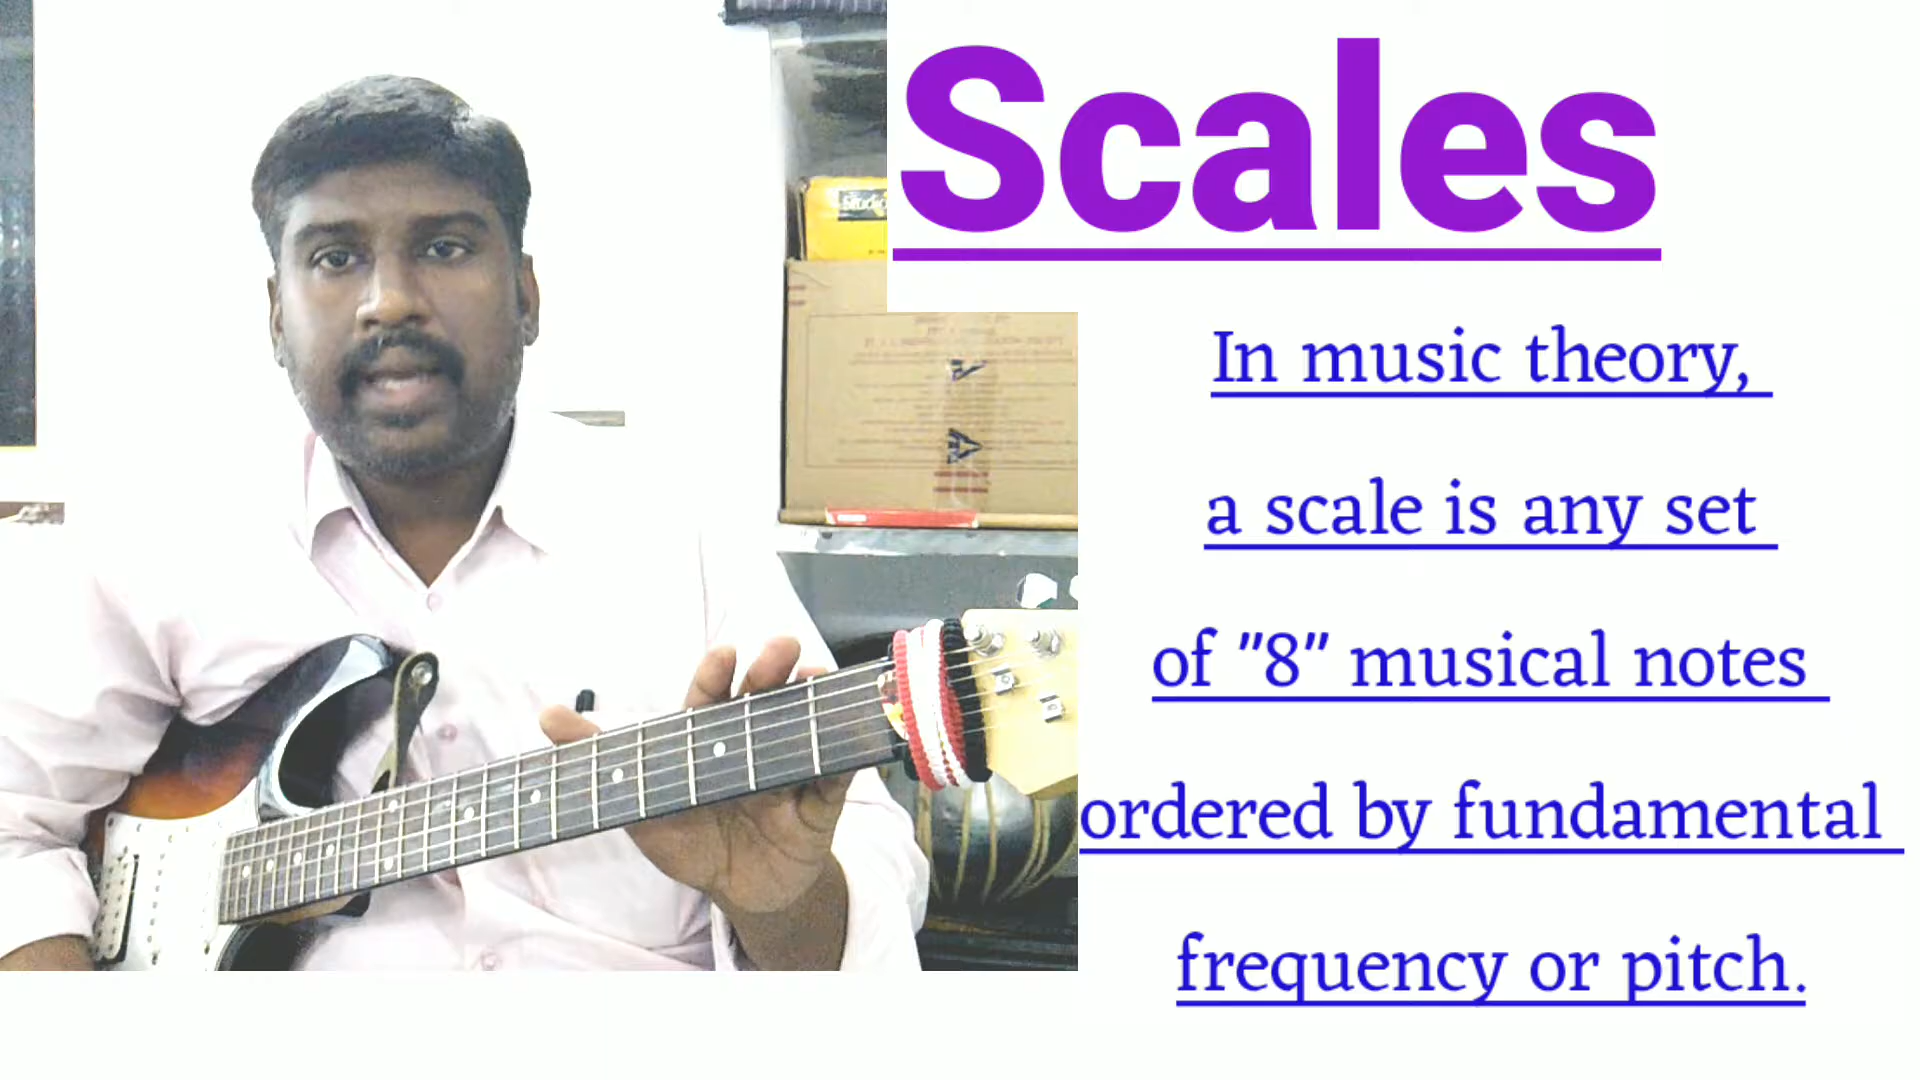 Scales
In music theory,
a scale is any set
of "8" musical notes
ordered by fundamental
frequency or pitch.